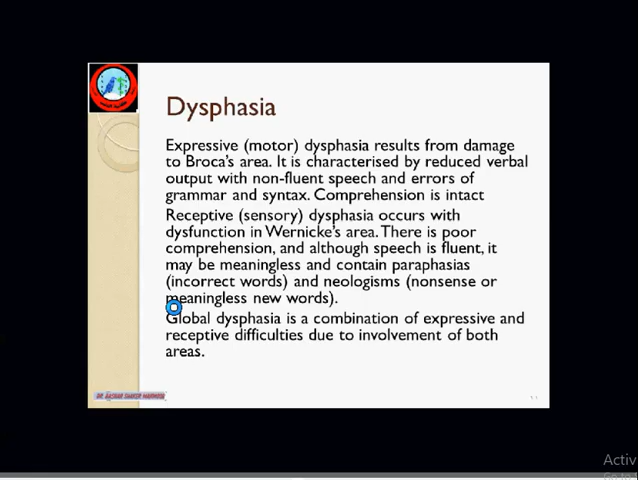 Dysphasia
Expressive (motor) dysphasia results from damage
to Broca's area. It is characterised by reduced verbal
output with non-fluent speech and errors of
grammar and syntax. Comprehension is intact
Receptive (sensory) dysphasia occurs with
dysfunction in Wernicke's area. There is poor
comprehension, and although speech is fluent, it
may be meaningless and contain paraphasias
(incorrect words) and neologisms (nonsense or
meaningless new words).
Global dysphasia is a combination of expressive and
receptive difficulties due to involvement of both
areas.
Activ